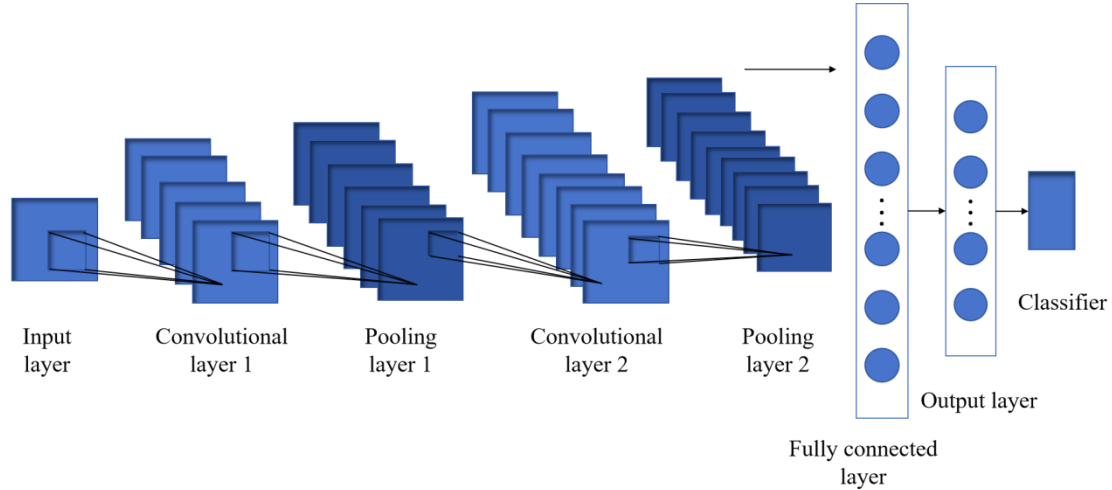 Input
layer
Convolutional
layer 1
Pooling
layer 1
Convolutional
layer 2
Pooling
layer 2
Fully connected
layer
Output layer
Classifier